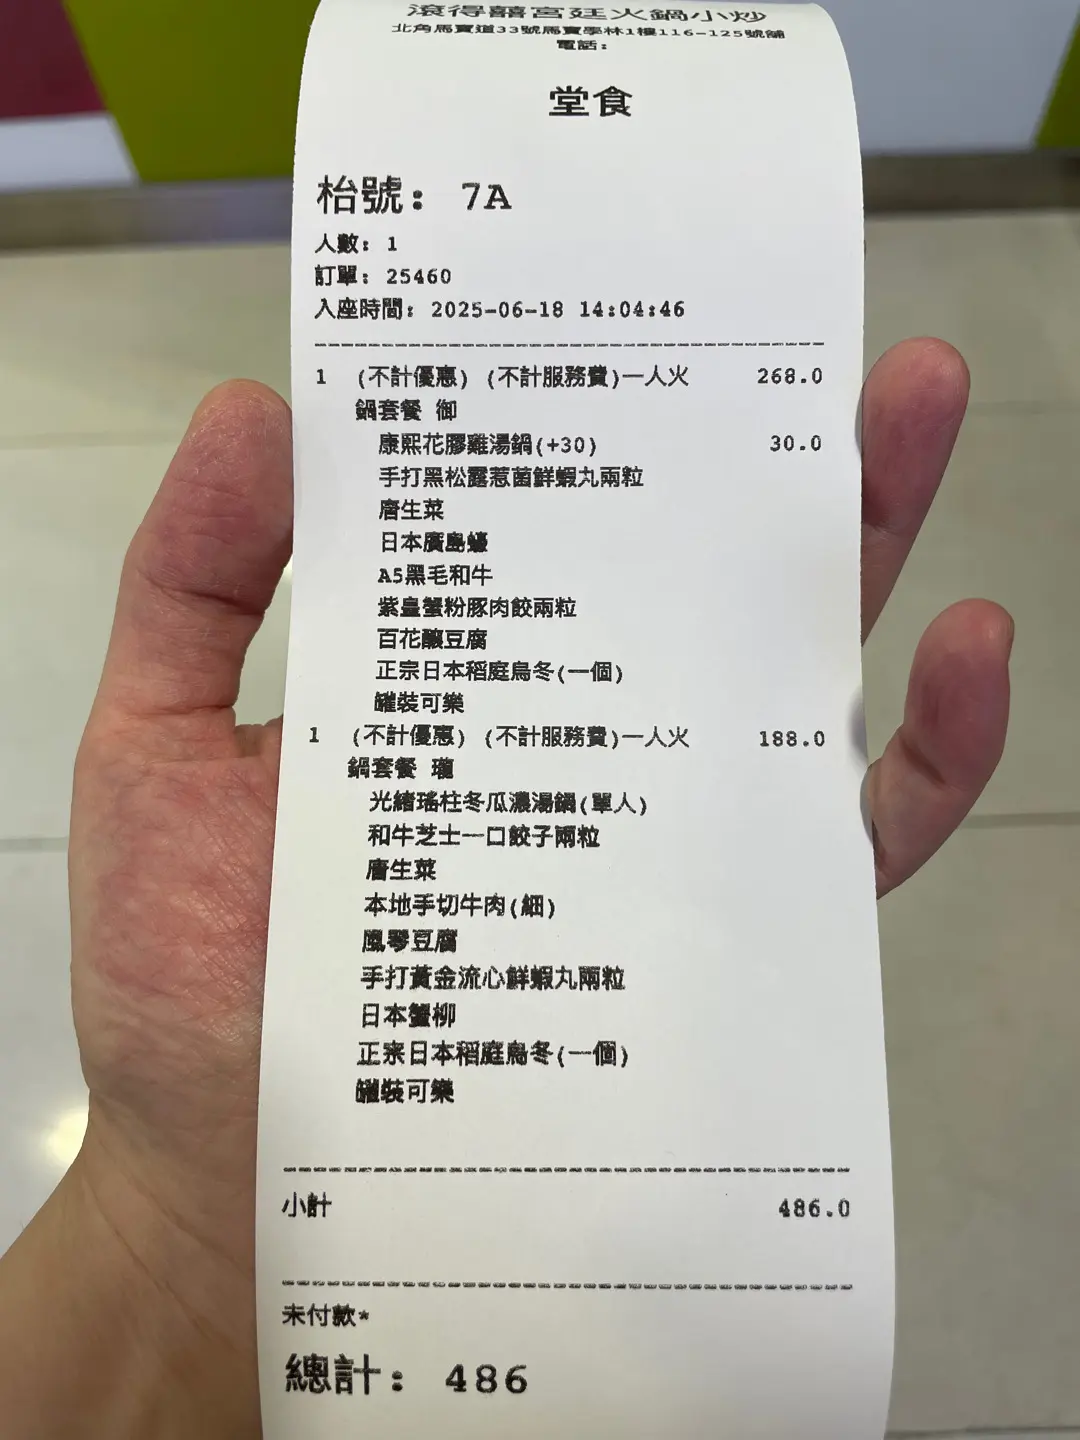 滾得囍宮廷火鍋小炒
北角馬寶道33號馬寶學林1樓116-125號舖
電話:
堂食
枱號: 7A
人數: 1
訂單: 25460
入座時間: 2025-06-18 14:04:46
1 (不計優惠) (不計服務費)一人火 268.0
鍋套餐 御
康熙花膠雞湯鍋(+30) 30.0
手打黑松露惹菌鮮蝦丸兩粒
唐生菜
日本廣島蠔
A5黑毛和牛
紫皇蟹粉豚肉餃兩粒
百花釀豆腐
正宗日本稻庭烏冬(一個)
罐裝可樂
1 (不計優惠) (不計服務費)一人火 188.0
鍋套餐 瓏
光緒瑤柱冬瓜濃湯鍋(單人)
和牛芝士一口餃子兩粒
唐生菜
本地手切牛肉(細)
風琴豆腐
手打黃金流心鮮蝦丸兩粒
日本蟹柳
正宗日本稻庭烏冬(一個)
罐裝可樂
小計 486.0
未付款*
總計: 486